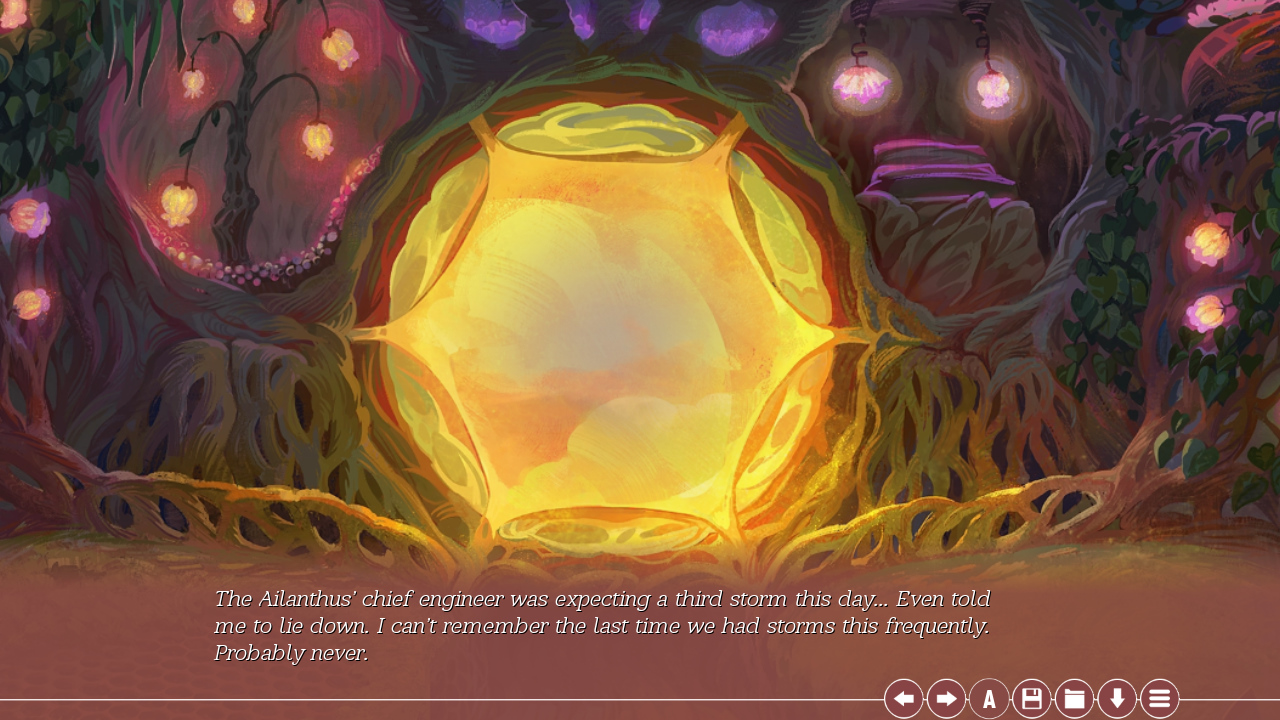 The Ailanthus' chief engineer was expecting a third storm this day... Even told
me to lie down. I can't remember the last time we had storms this frequently.
Probably never.
A